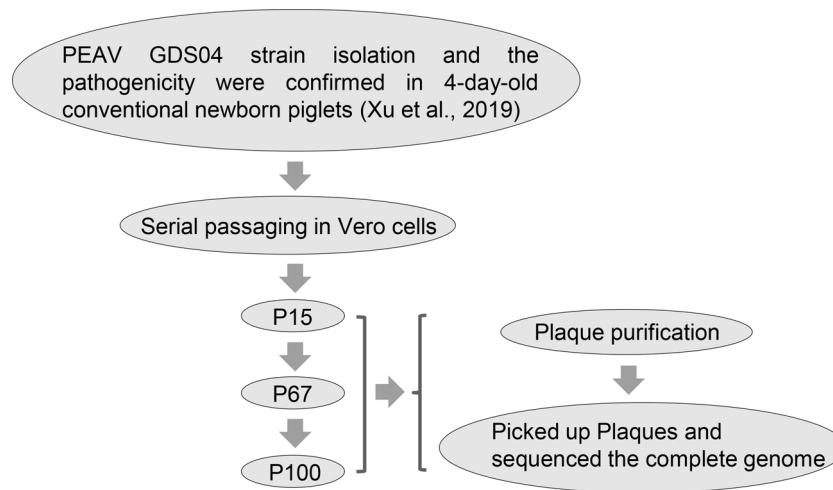 PEAV GDS04 strain isolation and the
pathogenicity were confirmed in 4-day-old
conventional newborn piglets (Xu et al., 2019)
Serial passaging in Vero cells
P15
P67
P100
Plaque purification
Picked up Plaques and
sequenced the complete genome